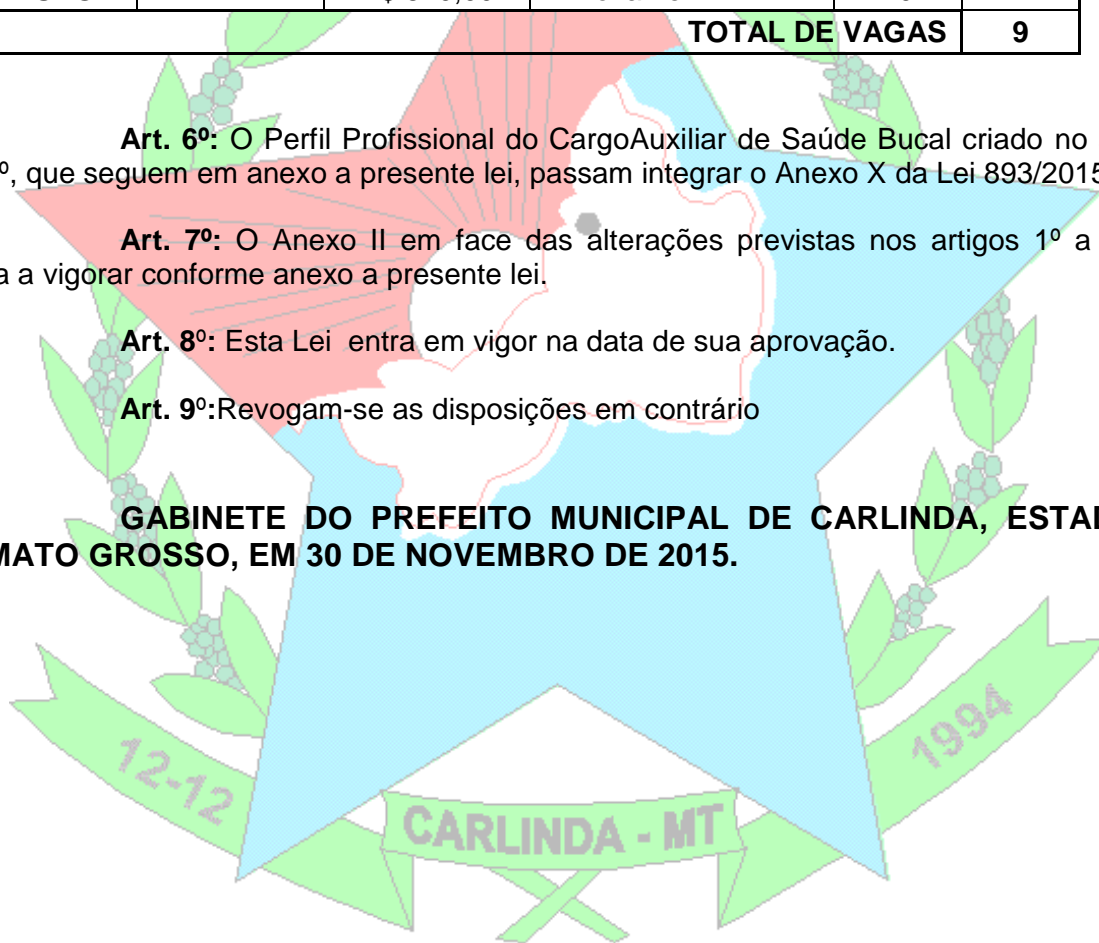 TOTAL DE VAGAS 9
Art. 6º: O Perfil Profissional do CargoAuxiliar de Saúde Bucal criado no
º, que seguem em anexo a presente lei, passam integrar o Anexo X da Lei 893/2015
Art. 7º: O Anexo II em face das alterações previstas nos artigos 1º a
a a vigorar conforme anexo a presente lei.
Art. 8º: Esta Lei entra em vigor na data de sua aprovação.
Art. 9º:Revogam-se as disposições em contrário
GABINETE DO PREFEITO MUNICIPAL DE CARLINDA, ESTA
MATO GROSSO, EM 30 DE NOVEMBRO DE 2015.
12-12
1994
CARLINDA - MT